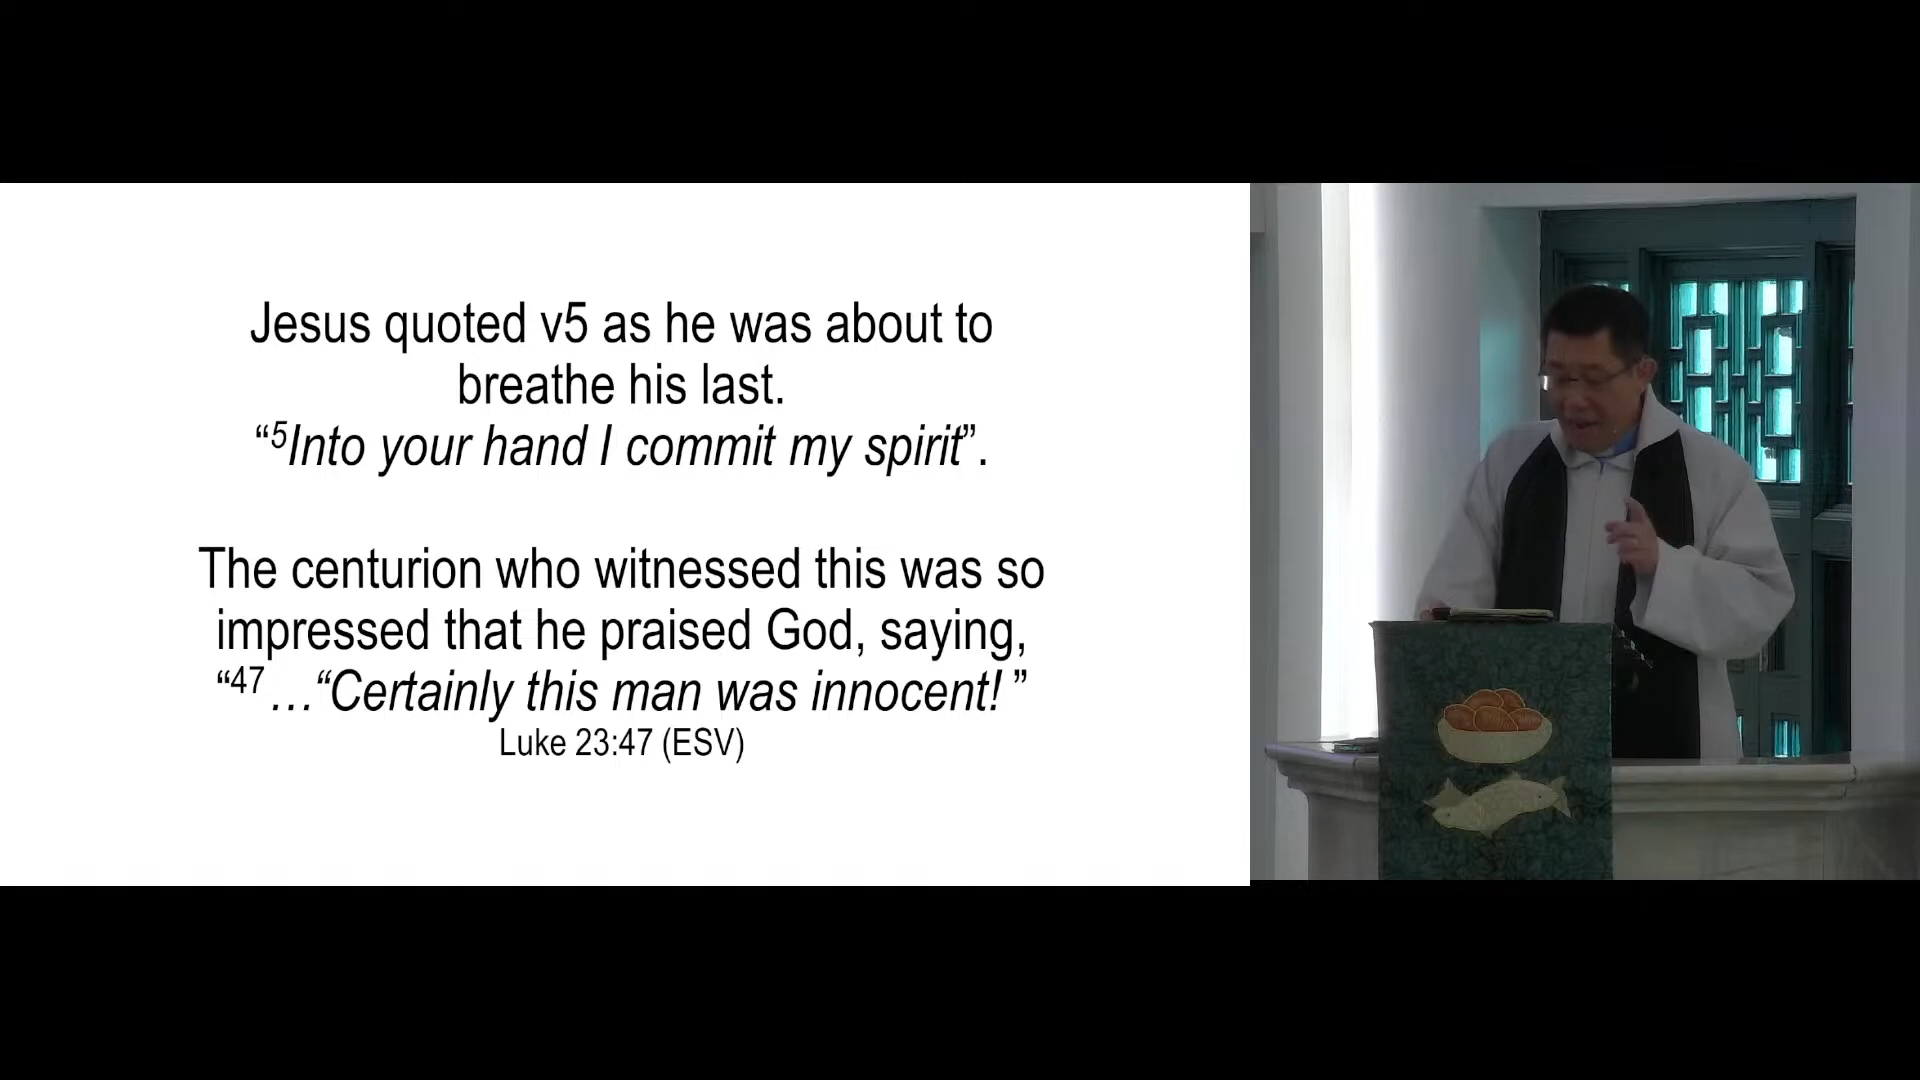 Jesus quoted v5 as he was about to
breathe his last.
“⁵Into your hand I commit my spirit”.
The centurion who witnessed this was so
impressed that he praised God, saying,
“⁴⁷…“Certainly this man was innocent! ”
Luke 23:47 (ESV)